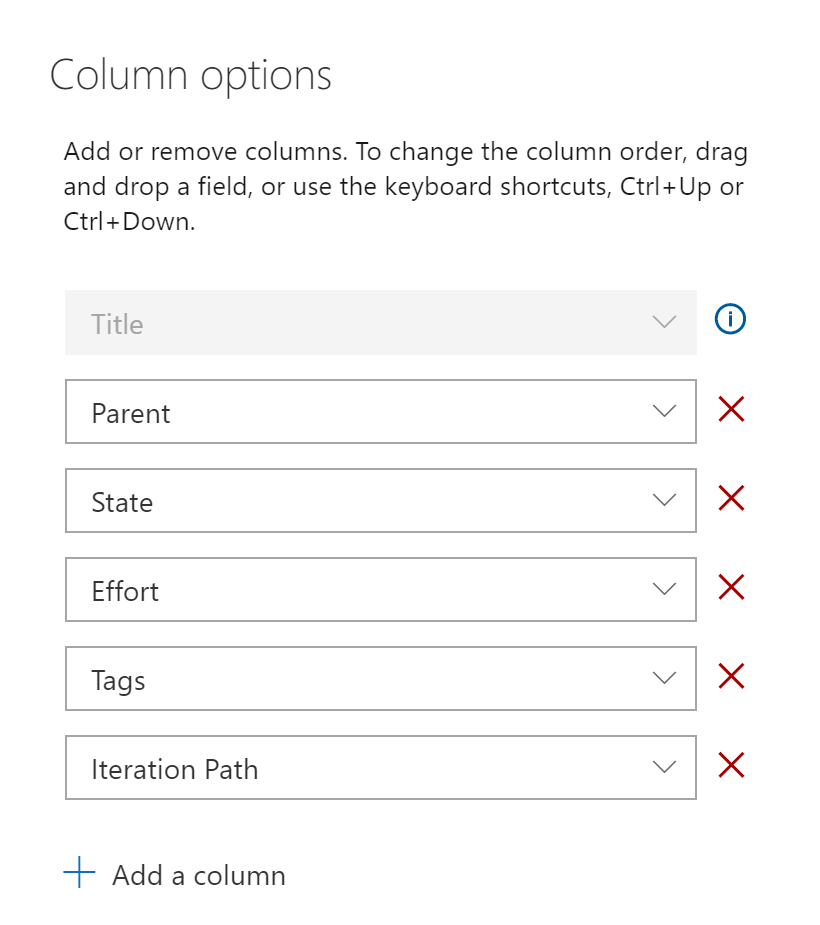 Column options
Add or remove columns. To change the column order, drag
and drop a field, or use the keyboard shortcuts, Ctrl+Up or
Ctrl+Down.
Title
Parent
State
Effort
Tags
Iteration Path
Add a column